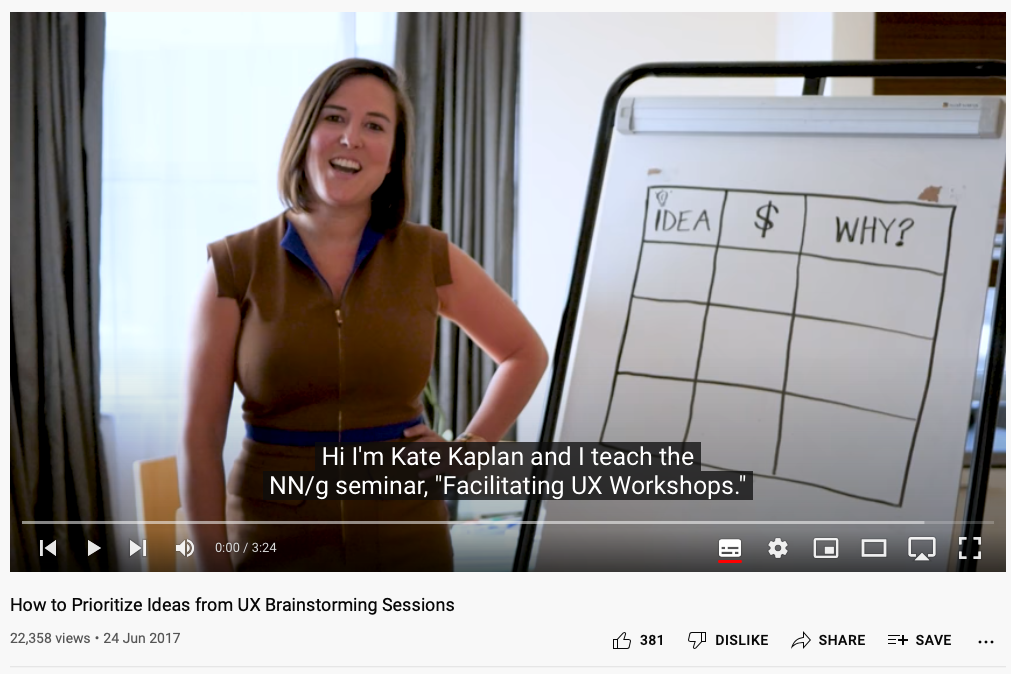 IDEA $ WHY?
Hi I'm Kate Kaplan and I teach the
NN/g seminar, "Facilitating UX Workshops."
0:00 / 3:24
How to Prioritize Ideas from UX Brainstorming Sessions
22,358 views • 24 Jun 2017
381 DISLIKE SHARE SAVE